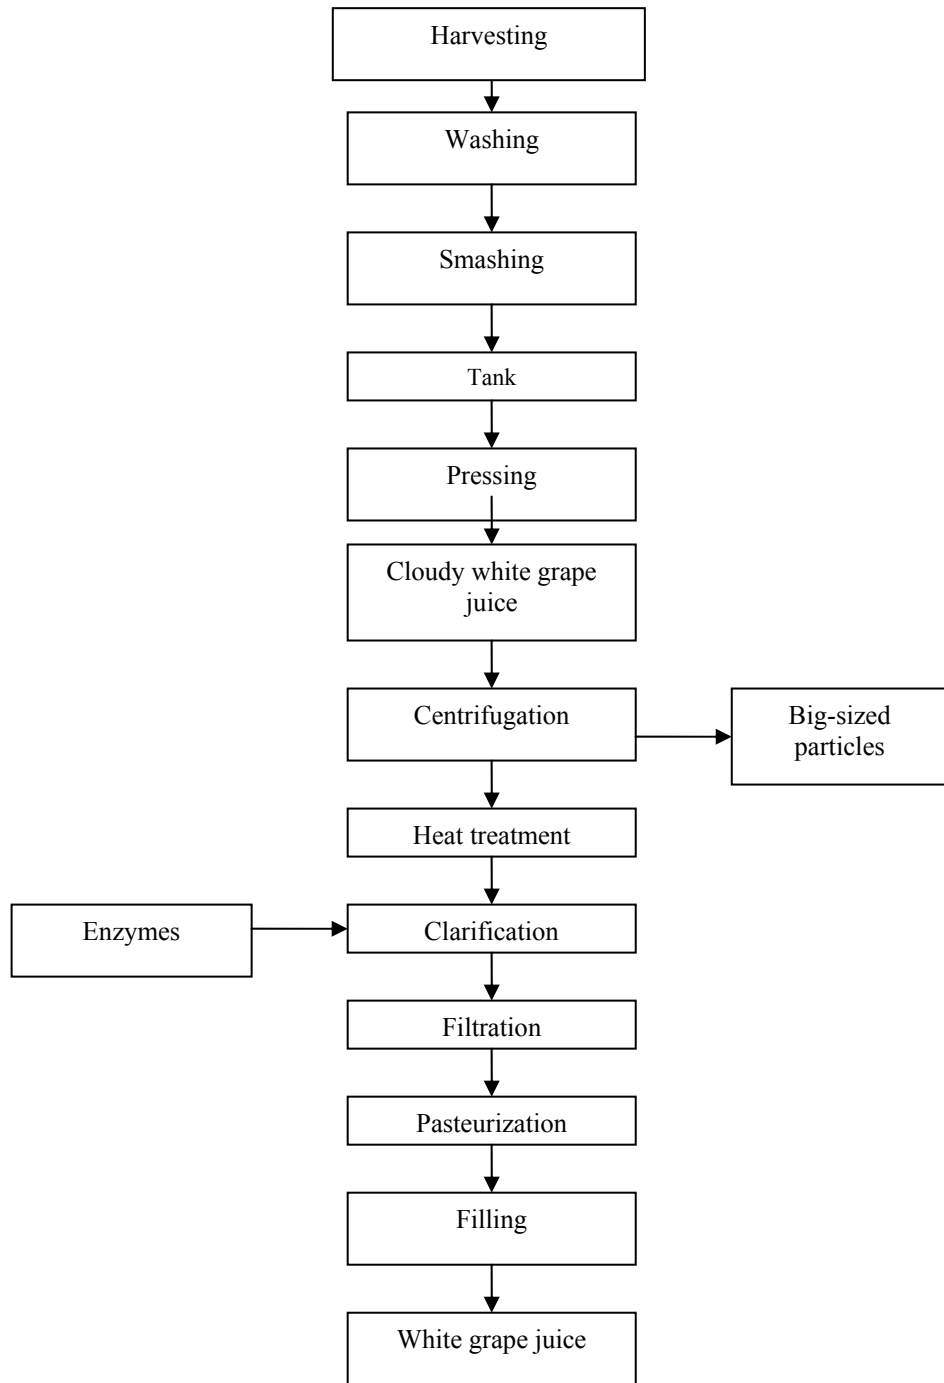 Harvesting
Washing
Smashing
Tank
Pressing
Cloudy white grape
juice
Centrifugation
Big-sized
particles
Heat treatment
Enzymes
Clarification
Filtration
Pasteurization
Filling
White grape juice